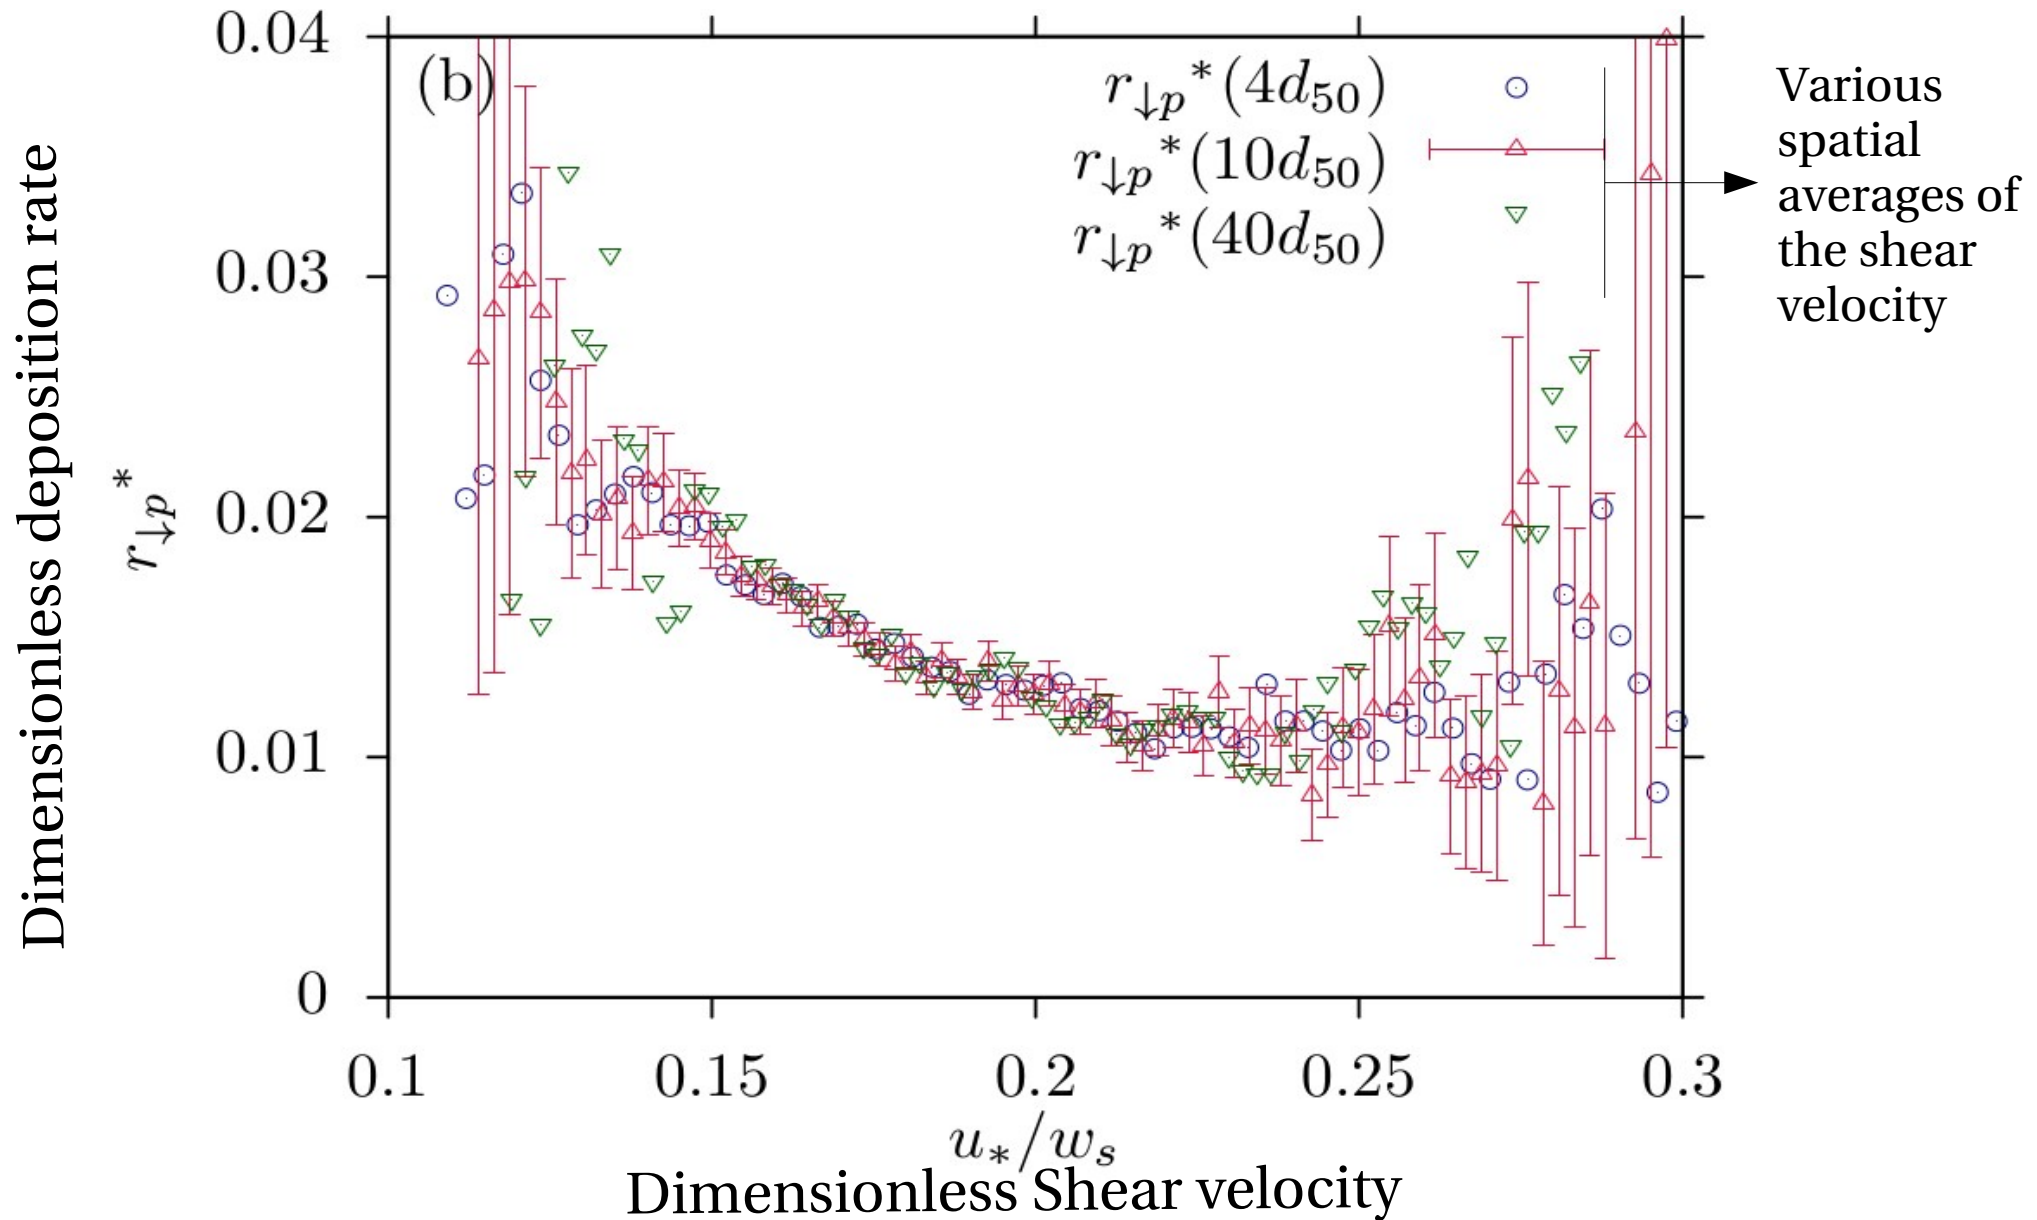 0.04
(b)
r↓p*(4d50)
r↓p*(10d50)
r↓p*(40d50)
Various
spatial
averages of
the shear
velocity
Dimensionless deposition rate
r↓p*
0.03
0.02
0.01
0
0.1 0.15 0.2 0.25 0.3
u*/ws
Dimensionless Shear velocity